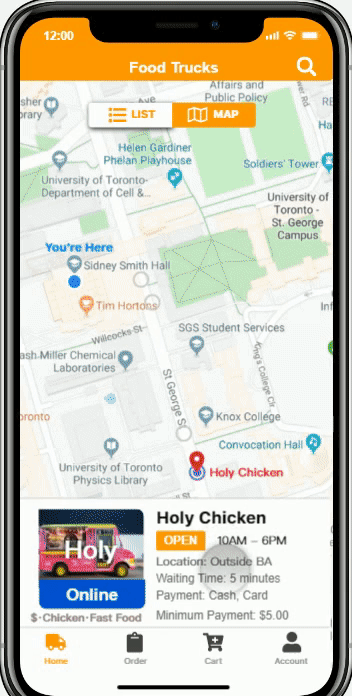 12:00
Food Trucks
Affairs and
Public Policy
Ave
LIST
MAP
Helen Gardiner
Phelan Playhouse
Soldiers' Tower
University of Toronto-
Department of Cell &...
University of
Toronto -
St. George
Campus
You're Here
Sidney Smith Hall
Tim Hortons
Willcocks St
SGS Student Services
ash Miller Chemical
Laboratories
St George St
King's College Cir
oronto
Knox College
Convocation Hall
University of Toronto
Physics Library
Holy Chicken
Holy Chicken
OPEN 10AM – 6PM
Holy
Location: Outside BA
Waiting Time: 5 minutes
Online
Payment: Cash, Card
$·Chicken·Fast Food
Minimum Payment: $5.00
Home
Order
Cart
Account